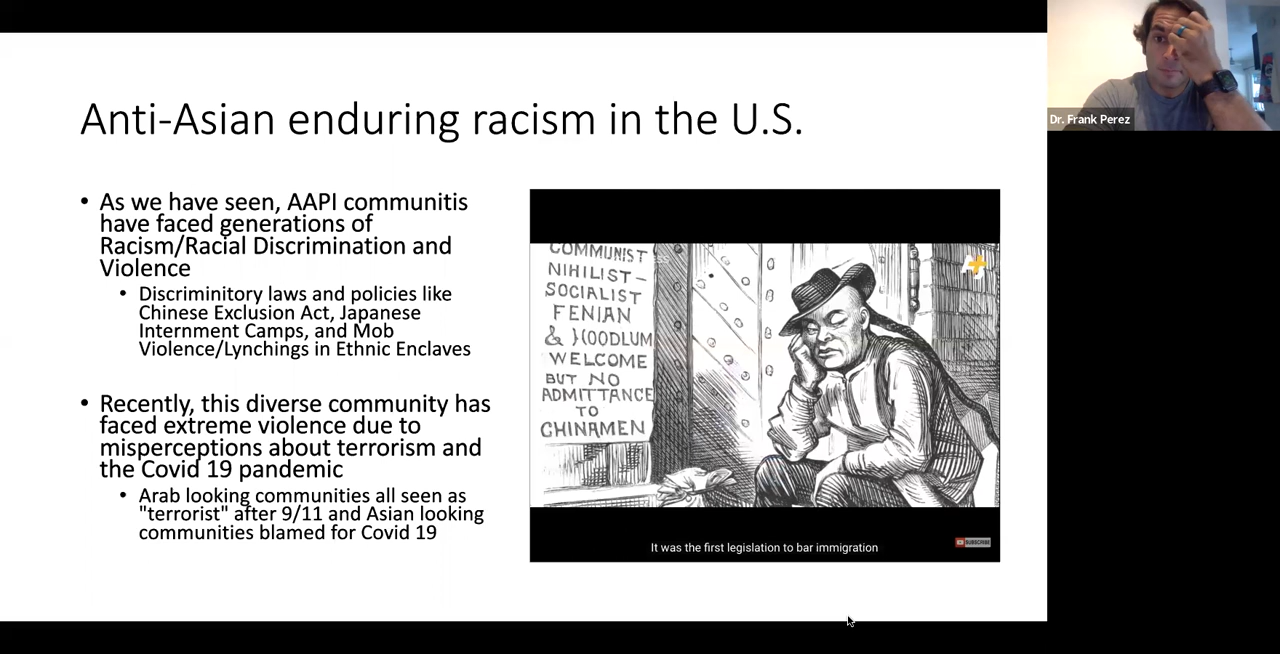 Anti-Asian enduring racism in the U.S.
• As we have seen, AAPI communitis
have faced generations of
Racism/Racial Discrimination and
Violence
• Discriminitory laws and policies like
Chinese Exclusion Act, Japanese
Internment Camps, and Mob
Violence/Lynchings in Ethnic Enclaves
• Recently, this diverse community has
faced extreme violence due to
misperceptions about terrorism and
the Covid 19 pandemic
• Arab looking communities all seen as
"terrorist" after 9/11 and Asian looking
communities blamed for Covid 19
COMMUNIST
NIHILIST-
SOCIALIST
FENIAN
& HOODLUM
WELCOME
BUT NO
ADMITTANCE
TO
CHINAMEN
A+
It was the first legislation to bar immigration
SUBSCRIBE
Dr. Frank Perez